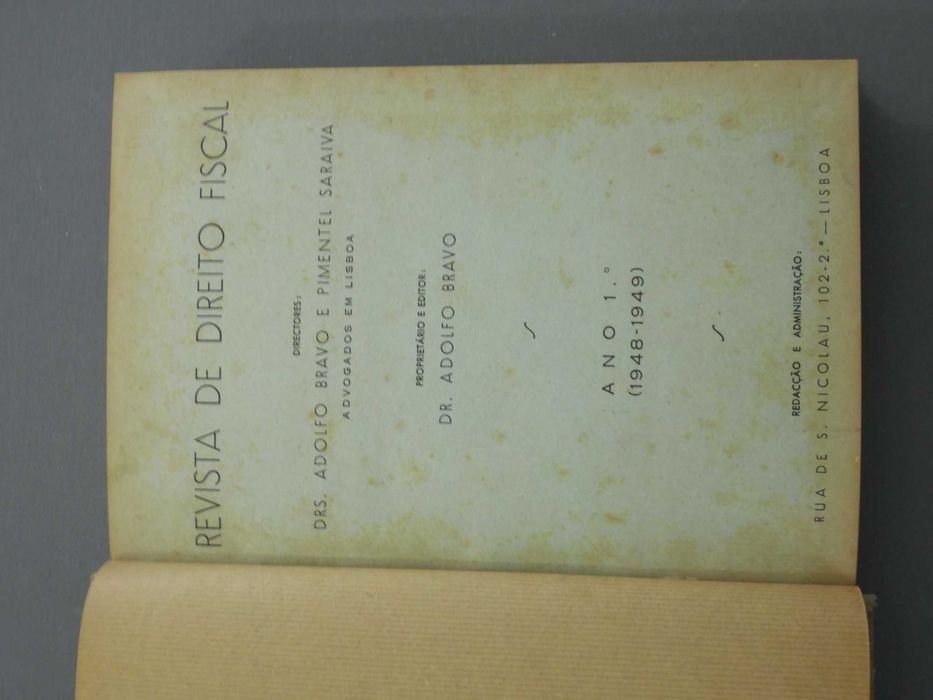 REVISTA DE DIREITO FISCAL
DIRECTORES:
DRS. ADOLFO BRAVO E PIMENTEL SARAIVA
ADVOGADOS EM LISBOA
PROPRIETÁRIO E EDITOR:
DR. ADOLFO BRAVO
ANO 1.º
(1948-1949)
REDACÇÃO E ADMINISTRAÇÃO:
RUA DE S. NICOLAU, 102-2.º — LISBOA